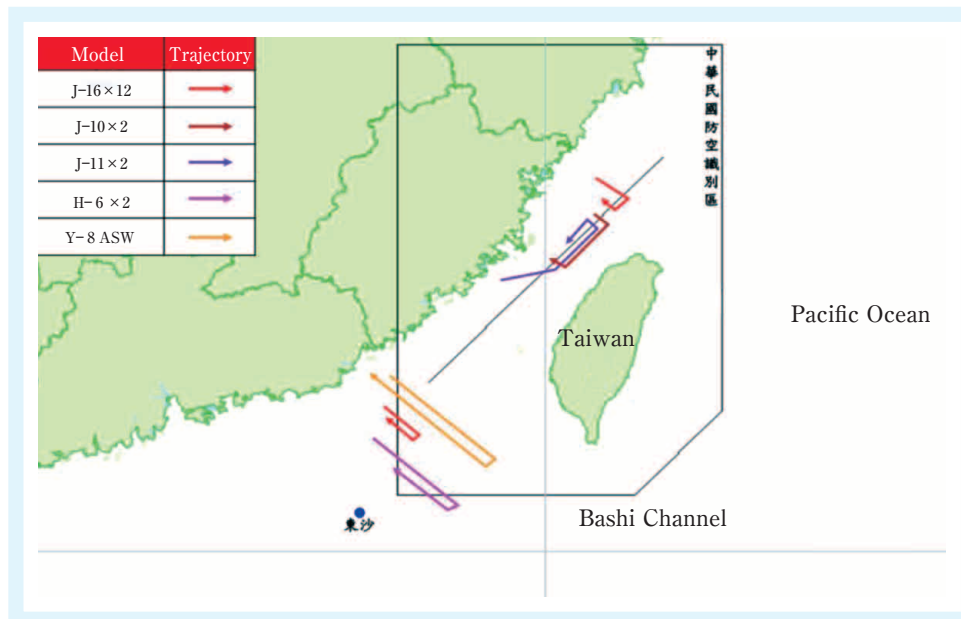 Model Trajectory
J-16×12
J-10×2
J-11×2
H-6 ×2
Y-8 ASW
中華民國防空識別區
Taiwan
Pacific Ocean
Bashi Channel
東沙